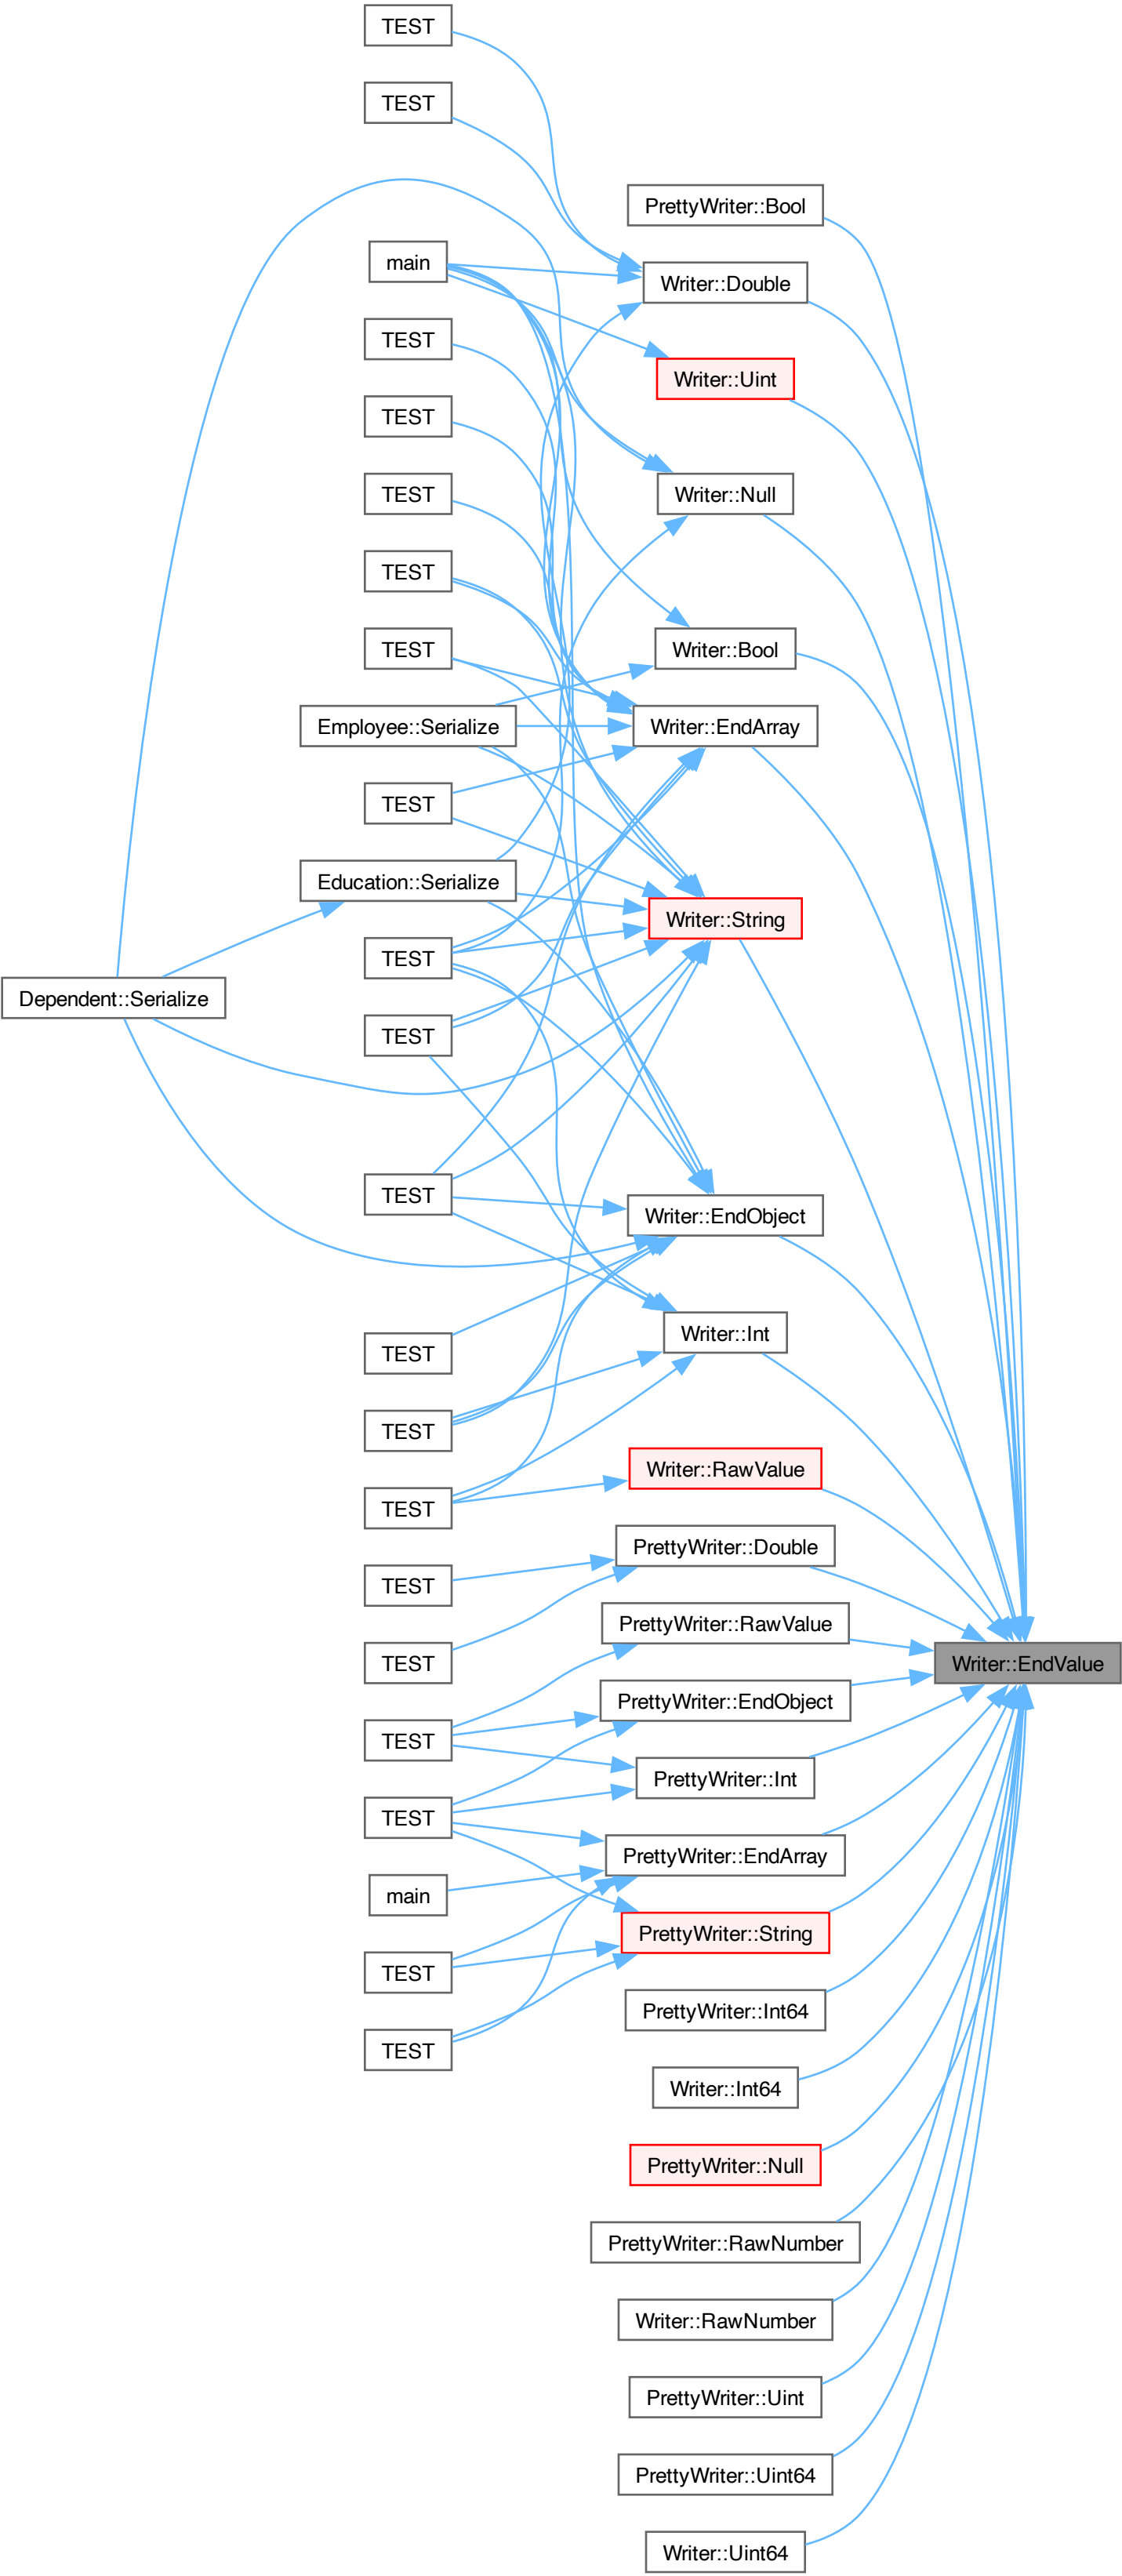 TEST
TEST
PrettyWriter::Bool
main
Writer::Double
TEST
Writer::Uint
TEST
TEST
Writer::Null
TEST
TEST
Writer::Bool
Employee::Serialize
Writer::EndArray
TEST
Education::Serialize
Writer::String
TEST
Dependent::Serialize
TEST
TEST
Writer::EndObject
TEST
Writer::Int
TEST
Writer::RawValue
TEST
PrettyWriter::Double
TEST
PrettyWriter::RawValue
TEST
Writer::EndValue
PrettyWriter::EndObject
TEST
PrettyWriter::Int
TEST
PrettyWriter::EndArray
main
PrettyWriter::String
TEST
PrettyWriter::Int64
TEST
Writer::Int64
PrettyWriter::Null
PrettyWriter::RawNumber
Writer::RawNumber
PrettyWriter::Uint
PrettyWriter::Uint64
Writer::Uint64